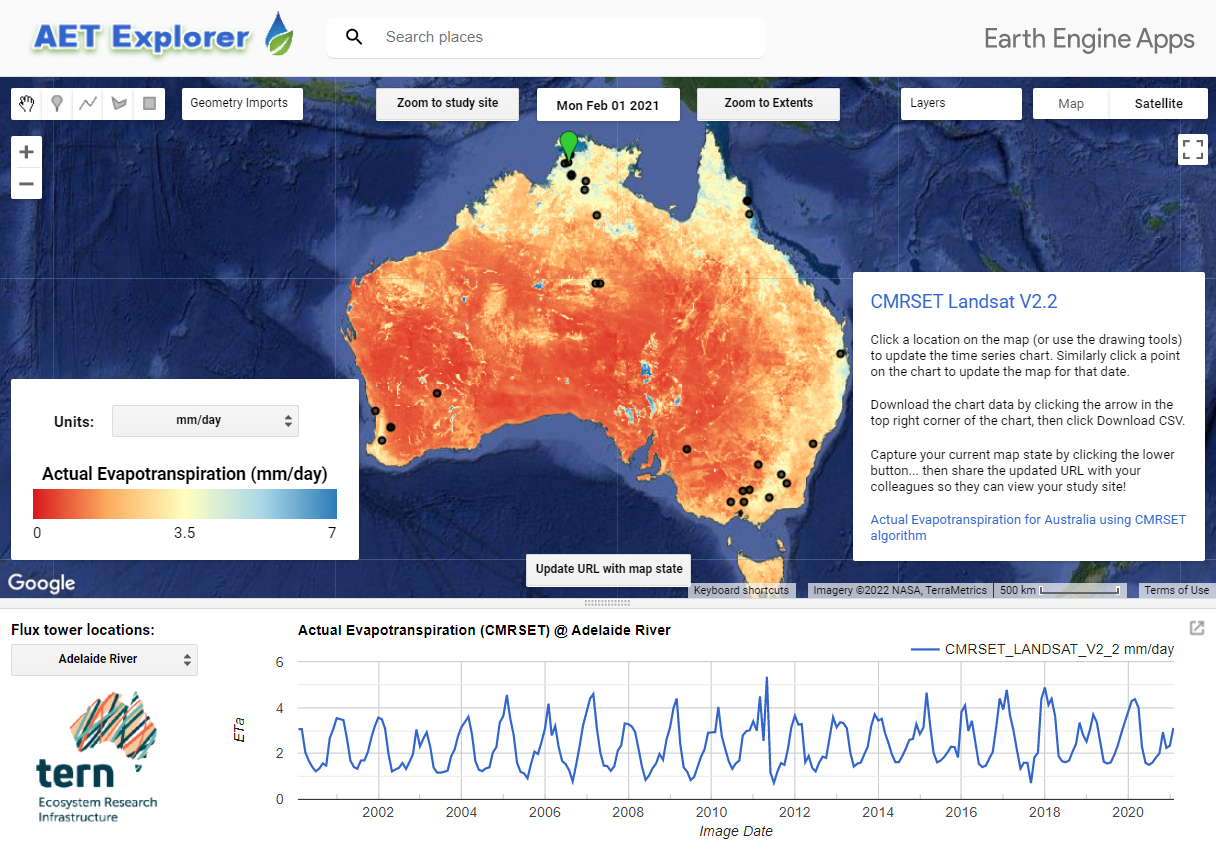 AET Explorer
Search places
Earth Engine Apps
Geometry Imports
Zoom to study site
Mon Feb 01 2021
Zoom to Extents
Layers
Map
Satellite
+
−
CMRSET Landsat V2.2
Click a location on the map (or use the drawing tools)
to update the time series chart. Similarly click a point
on the chart to update the map for that date.
Download the chart data by clicking the arrow in the
top right corner of the chart, then click Download CSV.
Capture your current map state by clicking the lower
button... then share the updated URL with your
colleagues so they can view your study site!
Actual Evapotranspiration for Australia using CMRSET
algorithm
Units:
mm/day
Actual Evapotranspiration (mm/day)
0 3.5 7
Update URL with map state
Google
Keyboard shortcuts
Imagery ©2022 NASA, TerraMetrics
500 km
Terms of Use
Flux tower locations:
Adelaide River
tern
Ecosystem Research
Infrastructure
Actual Evapotranspiration (CMRSET) @ Adelaide River
CMRSET_LANDSAT_V2_2 mm/day
ETa
6
4
2
0
2002 2004 2006 2008 2010 2012 2014 2016 2018 2020
Image Date